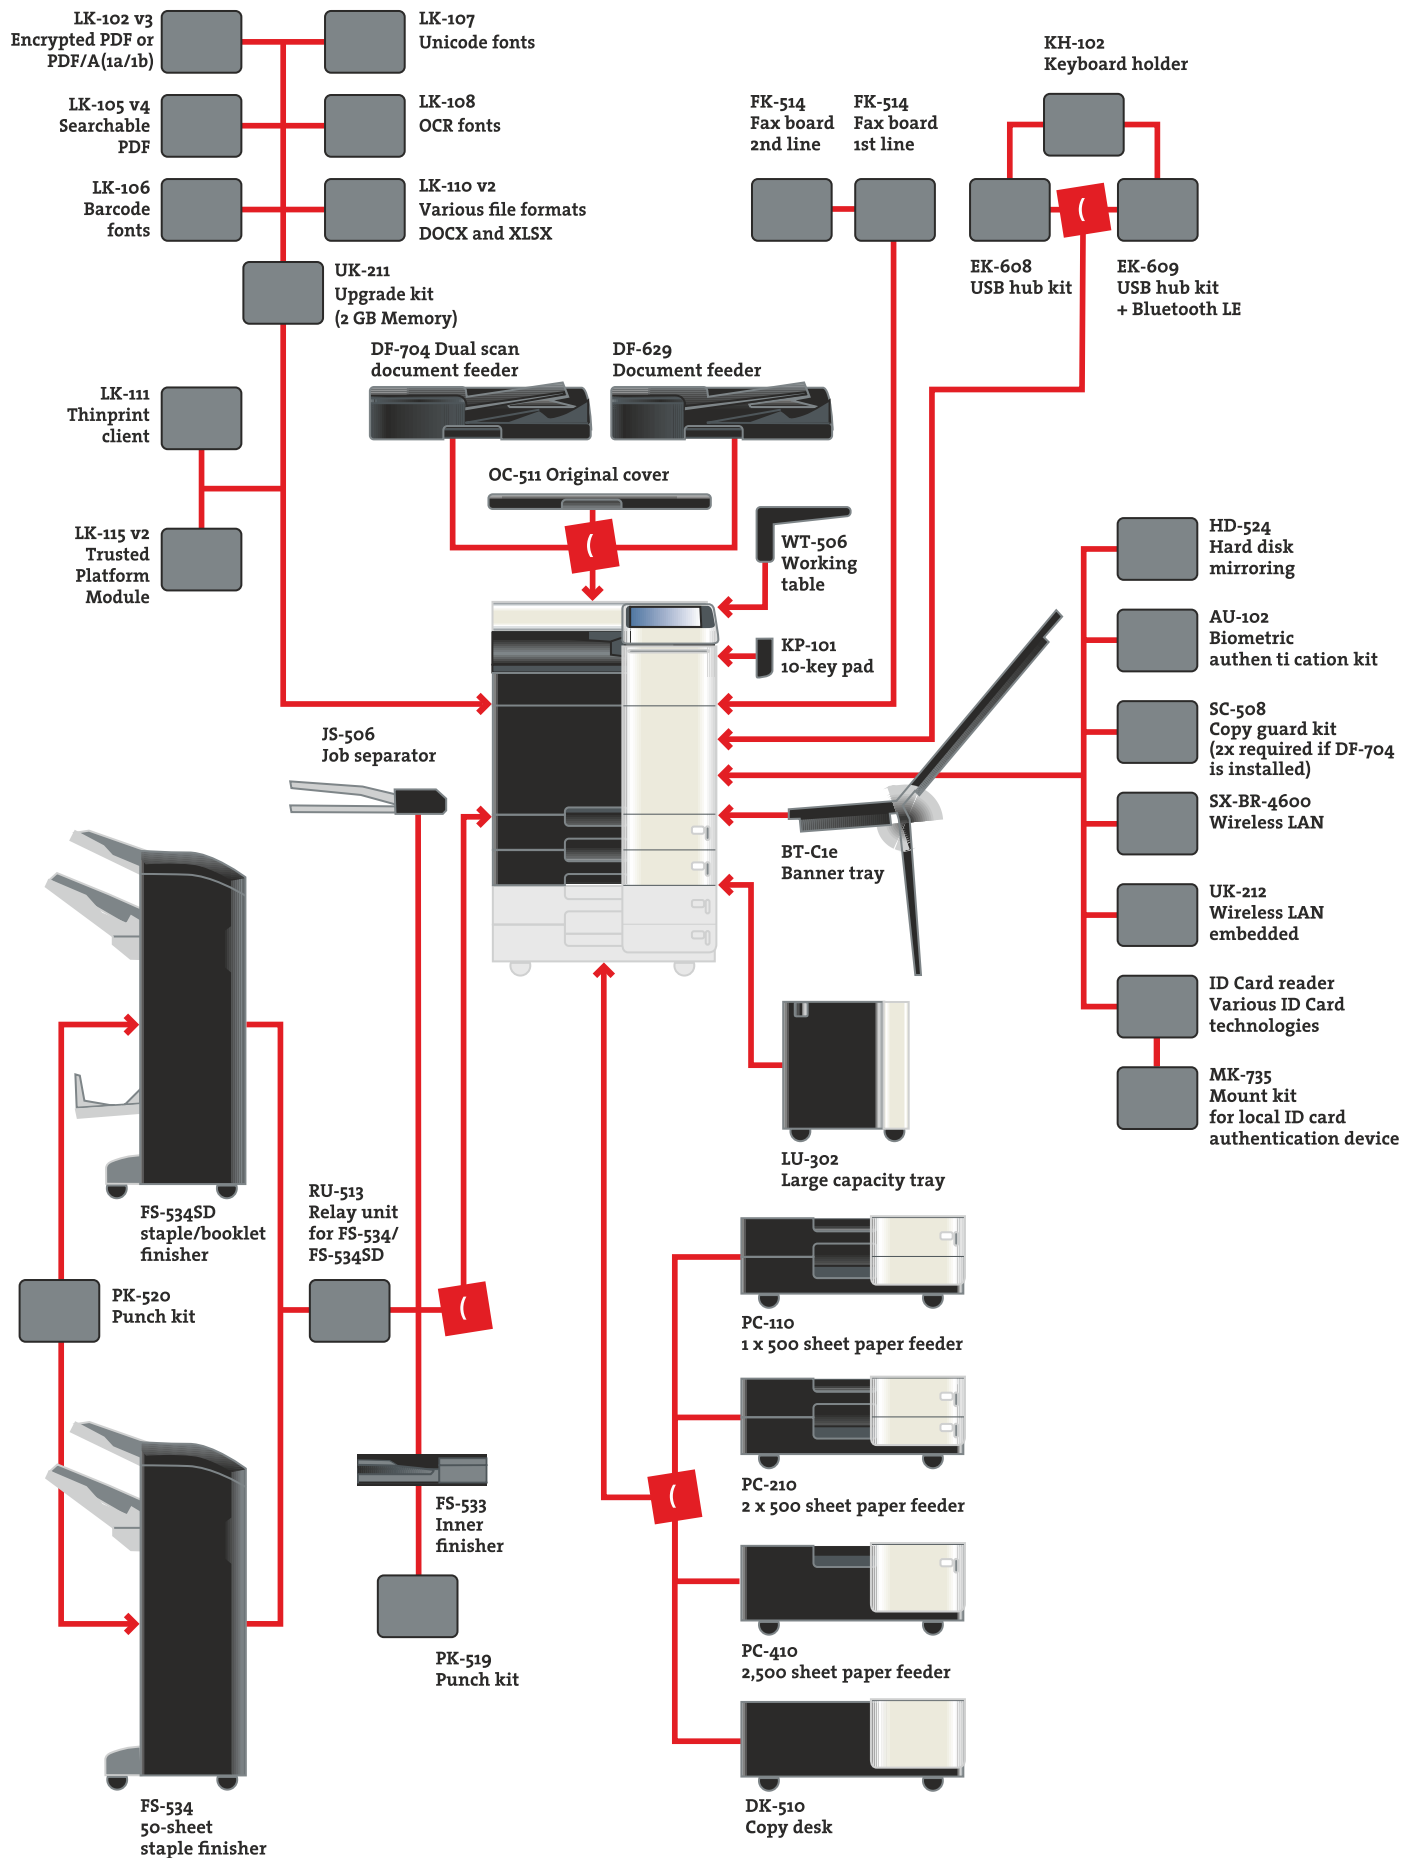 LK-102 v3
Encrypted PDF or
PDF/A(1a/1b)
LK-107
Unicode fonts
LK-105 v4
Searchable
PDF
LK-108
OCR fonts
LK-106
Barcode
fonts
LK-110 v2
Various file formats
DOCX and XLSX
UK-211
Upgrade kit
(2 GB Memory)
FK-514
Fax board
2nd line
FK-514
Fax board
1st line
KH-102
Keyboard holder
EK-608
USB hub kit
EK-609
USB hub kit
+ Bluetooth LE
DF-704 Dual scan
document feeder
DF-629
Document feeder
LK-111
Thinprint
client
OC-511 Original cover
LK-115 v2
Trusted
Platform
Module
WT-506
Working
table
KP-101
10-key pad
HD-524
Hard disk
mirroring
AU-102
Biometric
authen ti cation kit
SC-508
Copy guard kit
(2x required if DF-704
is installed)
SX-BR-4600
Wireless LAN
UK-212
Wireless LAN
embedded
ID Card reader
Various ID Card
technologies
MK-735
Mount kit
for local ID card
authentication device
JS-506
Job separator
BT-C1e
Banner tray
LU-302
Large capacity tray
FS-534SD
staple/booklet
finisher
RU-513
Relay unit
for FS-534/
FS-534SD
PK-520
Punch kit
PC-110
1 x 500 sheet paper feeder
PC-210
2 x 500 sheet paper feeder
FS-533
Inner
finisher
PK-519
Punch kit
PC-410
2,500 sheet paper feeder
DK-510
Copy desk
FS-534
50-sheet
staple finisher